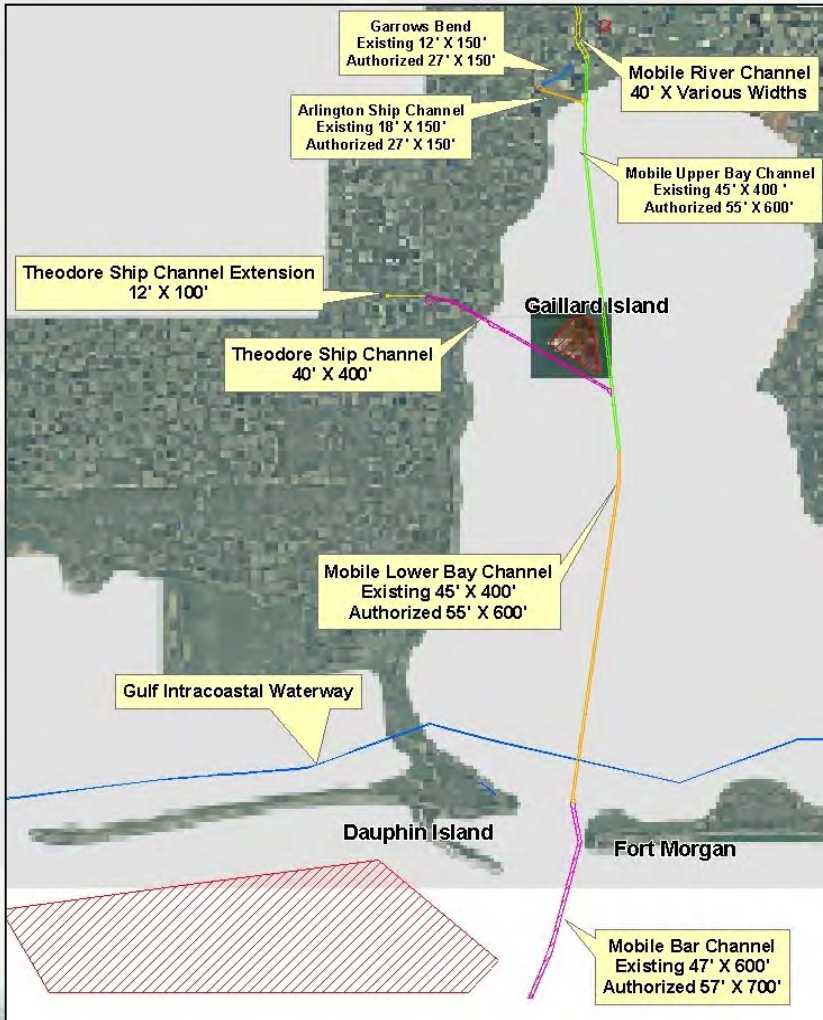 Garrows Bend
Existing 12' X 150'
Authorized 27' X 150'
Mobile River Channel
40' X Various Widths
Arlington Ship Channel
Existing 18' X 150'
Authorized 27' X 150'
Mobile Upper Bay Channel
Existing 45' X 400 '
Authorized 55' X 600'
Theodore Ship Channel Extension
12' X 100'
Gaillard Island
Theodore Ship Channel
40' X 400'
Mobile Lower Bay Channel
Existing 45' X 400'
Authorized 55' X 600'
Gulf Intracoastal Waterway
Dauphin Island
Fort Morgan
Mobile Bar Channel
Existing 47' X 600'
Authorized 57' X 700'